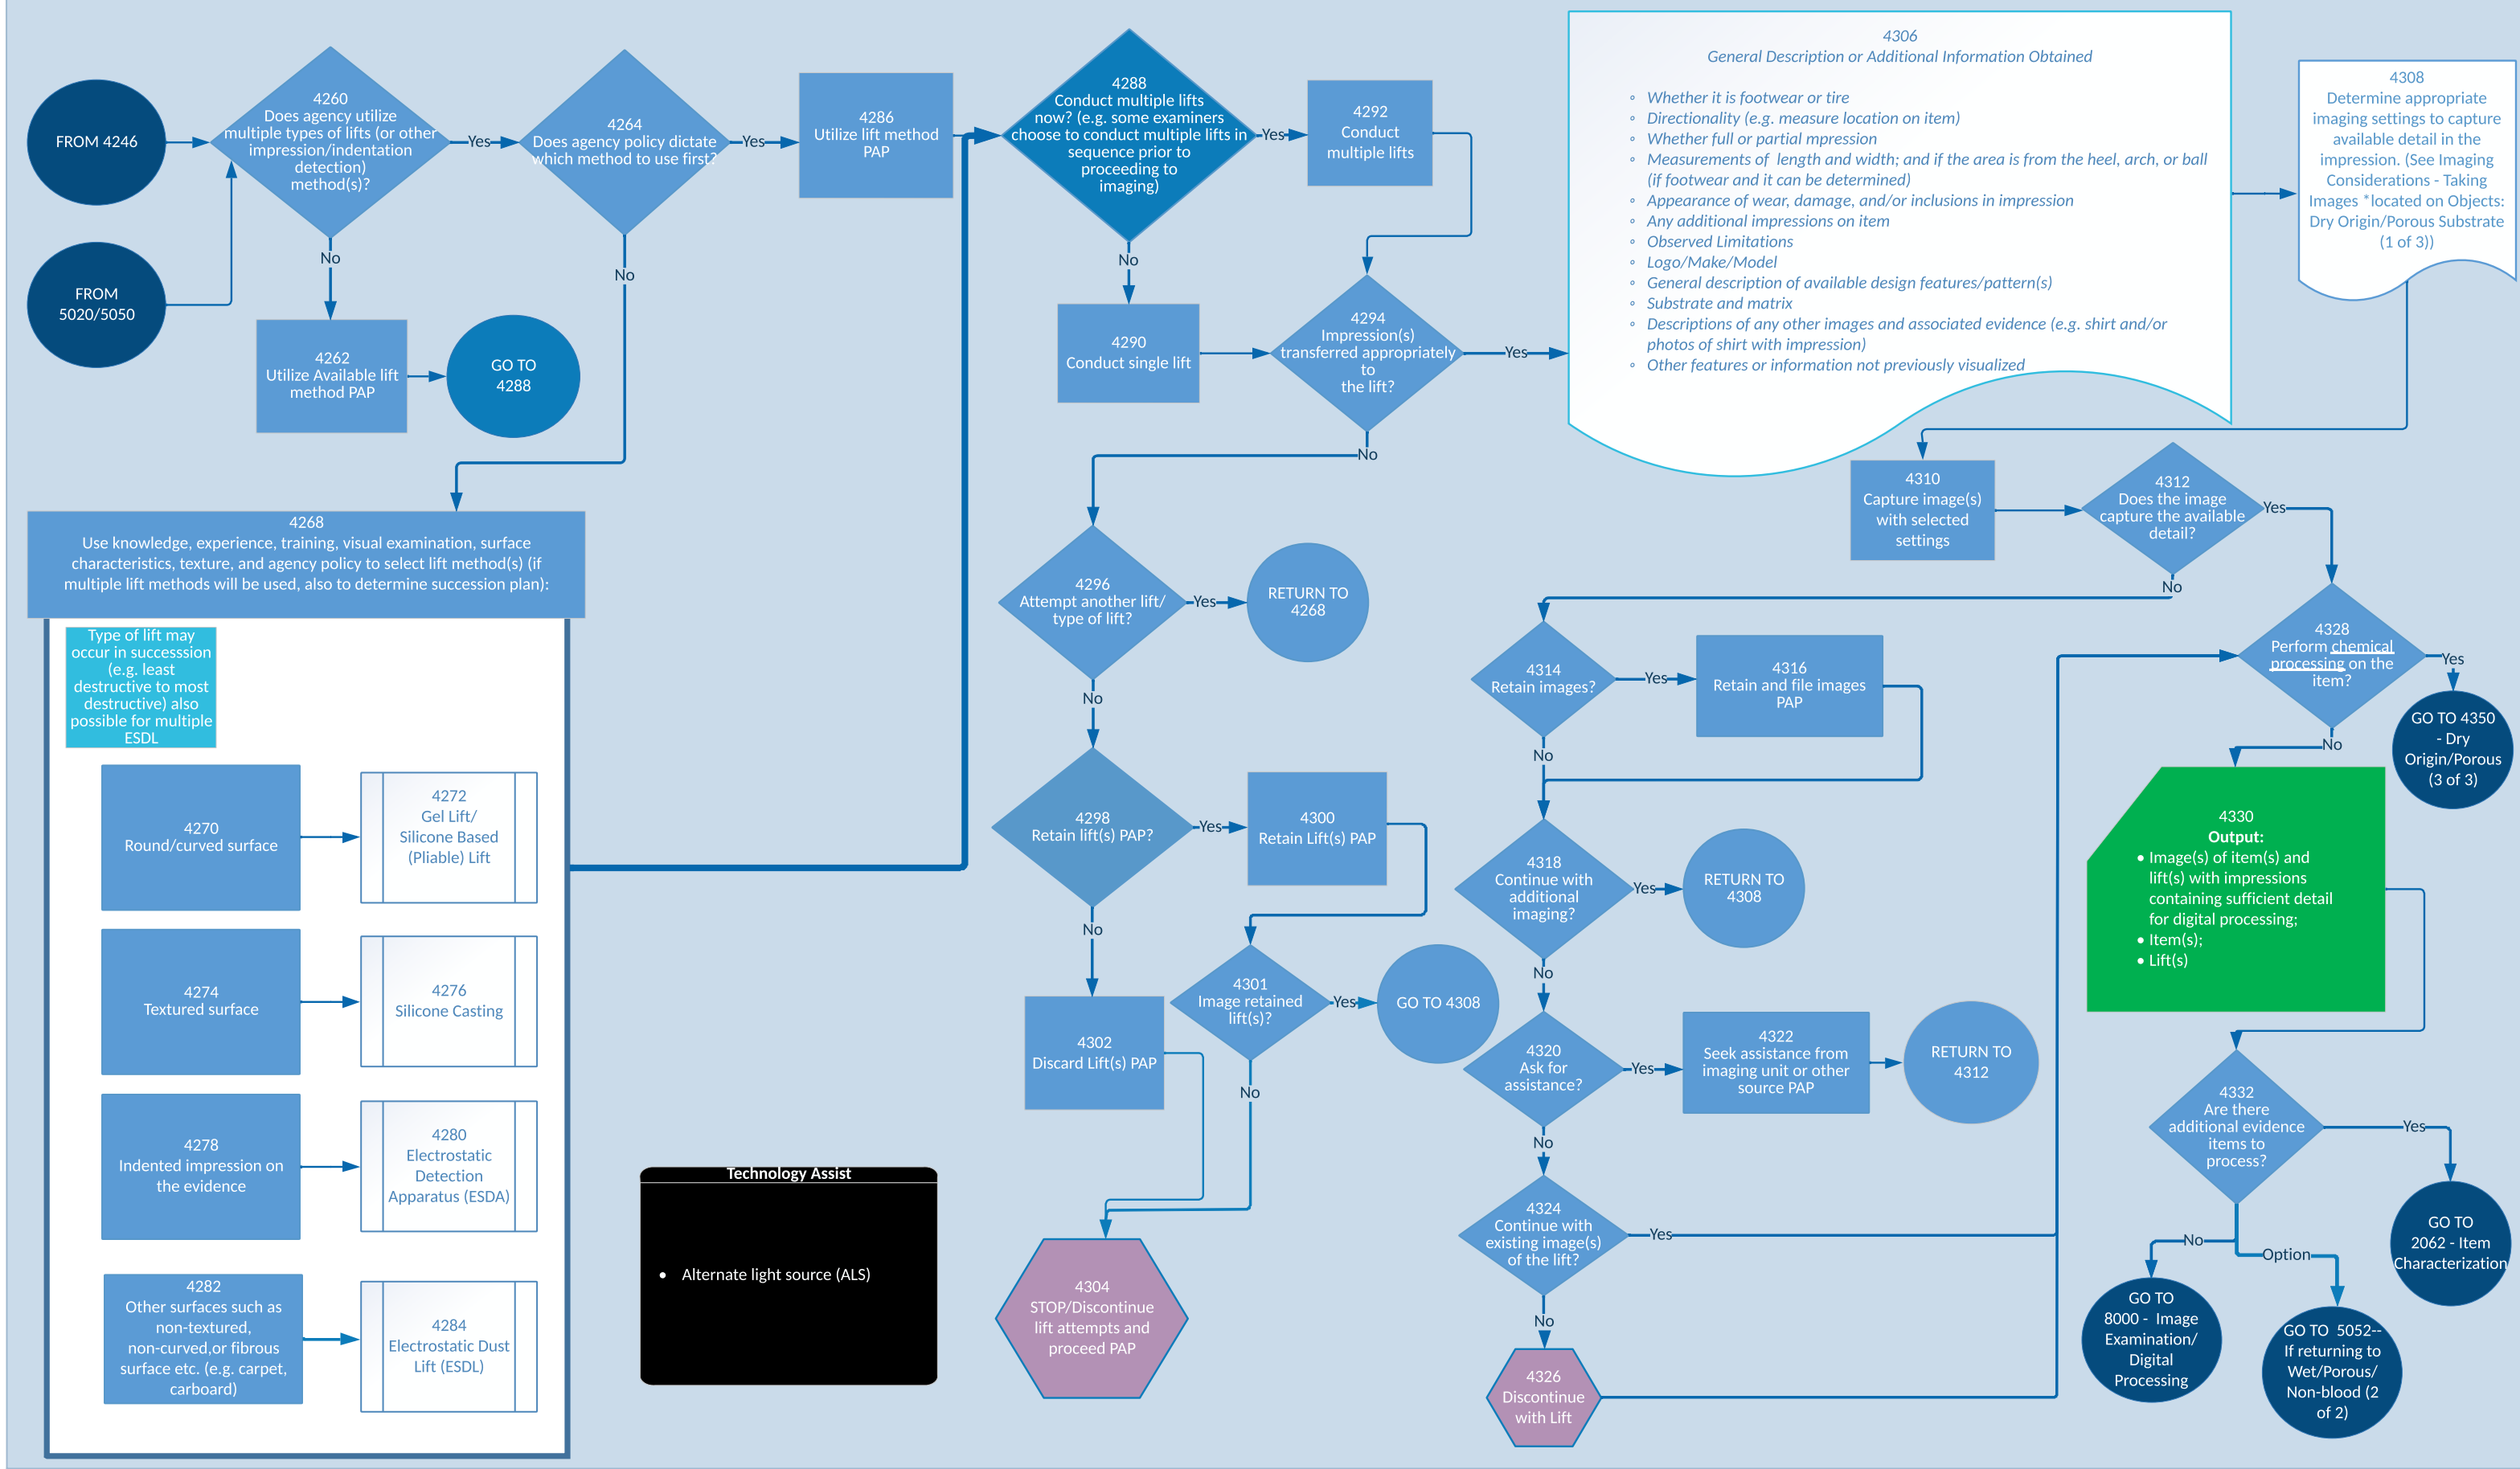 FROM 4246
FROM
5020/5050
4260
Does agency utilize
multiple types of lifts (or other
impression/indentation
detection)
method(s)?
Yes
No
4262
Utilize Available lift
method PAP
GO TO
4288
4264
Does agency policy dictate
which method to use first?
Yes
No
4286
Utilize lift method
PAP
4268
Use knowledge, experience, training, visual examination, surface
characteristics, texture, and agency policy to select lift method(s) (if
multiple lift methods will be used, also to determine succession plan):
Type of lift may
occur in successsion
(e.g. least
destructive to most
destructive) also
possible for multiple
ESDL
4270
Round/curved surface
4272
Gel Lift/
Silicone Based
(Pliable) Lift
4274
Textured surface
4276
Silicone Casting
4278
Indented impression on
the evidence
4280
Electrostatic
Detection
Apparatus (ESDA)
4282
Other surfaces such as
non-textured,
non-curved,or fibrous
surface etc. (e.g. carpet,
carboard)
4284
Electrostatic Dust
Lift (ESDL)
Technology Assist
• Alternate light source (ALS)
4288
Conduct multiple lifts
now? (e.g. some examiners
choose to conduct multiple lifts in
sequence prior to
proceeding to
imaging)
Yes
No
4292
Conduct
multiple lifts
4290
Conduct single lift
4294
Impression(s)
transferred appropriately
to
the lift?
Yes
No
4296
Attempt another lift/
type of lift?
Yes
RETURN TO
4268
No
4298
Retain lift(s) PAP?
Yes
4300
Retain Lift(s) PAP
No
4301
Image retained
lift(s)?
Yes
GO TO 4308
No
4302
Discard Lift(s) PAP
4304
STOP/Discontinue
lift attempts and
proceed PAP
4306
General Description or Additional Information Obtained
◦ Whether it is footwear or tire
◦ Directionality (e.g. measure location on item)
◦ Whether full or partial mpression
◦ Measurements of length and width; and if the area is from the heel, arch, or ball
(if footwear and it can be determined)
◦ Appearance of wear, damage, and/or inclusions in impression
◦ Any additional impressions on item
◦ Observed Limitations
◦ Logo/Make/Model
◦ General description of available design features/pattern(s)
◦ Substrate and matrix
◦ Descriptions of any other images and associated evidence (e.g. shirt and/or
photos of shirt with impression)
◦ Other features or information not previously visualized
4308
Determine appropriate
imaging settings to capture
available detail in the
impression. (See Imaging
Considerations - Taking
Images *located on Objects:
Dry Origin/Porous Substrate
(1 of 3))
4310
Capture image(s)
with selected
settings
4312
Does the image
capture the available
detail?
Yes
No
4314
Retain images?
Yes
4316
Retain and file images
PAP
No
4318
Continue with
additional
imaging?
Yes
RETURN TO
4308
No
4320
Ask for
assistance?
Yes
4322
Seek assistance from
imaging unit or other
source PAP
RETURN TO
4312
No
4324
Continue with
existing image(s)
of the lift?
Yes
No
4326
Discontinue
with Lift
4328
Perform chemical
processing on the
item?
Yes
GO TO 4350
- Dry
Origin/Porous
(3 of 3)
No
4330
Output:
• Image(s) of item(s) and
lift(s) with impressions
containing sufficient detail
for digital processing;
• Item(s);
• Lift(s)
4332
Are there
additional evidence
items to
process?
Yes
GO TO
2062 - Item
Characterization
No
GO TO
8000 - Image
Examination/
Digital
Processing
Option
GO TO 5052--
If returning to
Wet/Porous/
Non-blood (2
of 2)